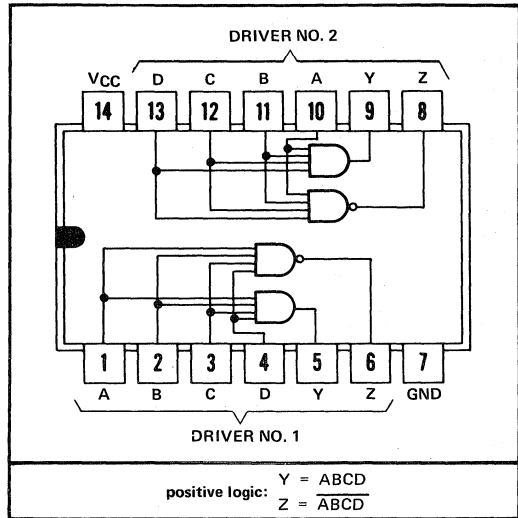 DRIVER NO. 2
VCC D C B A Y Z
14 13 12 11 10 9 8
1 2 3 4 5 6 7
A B C D Y Z GND
DRIVER NO. 1
positive logic: Y = ABCD
Z = \overline{ABCD}